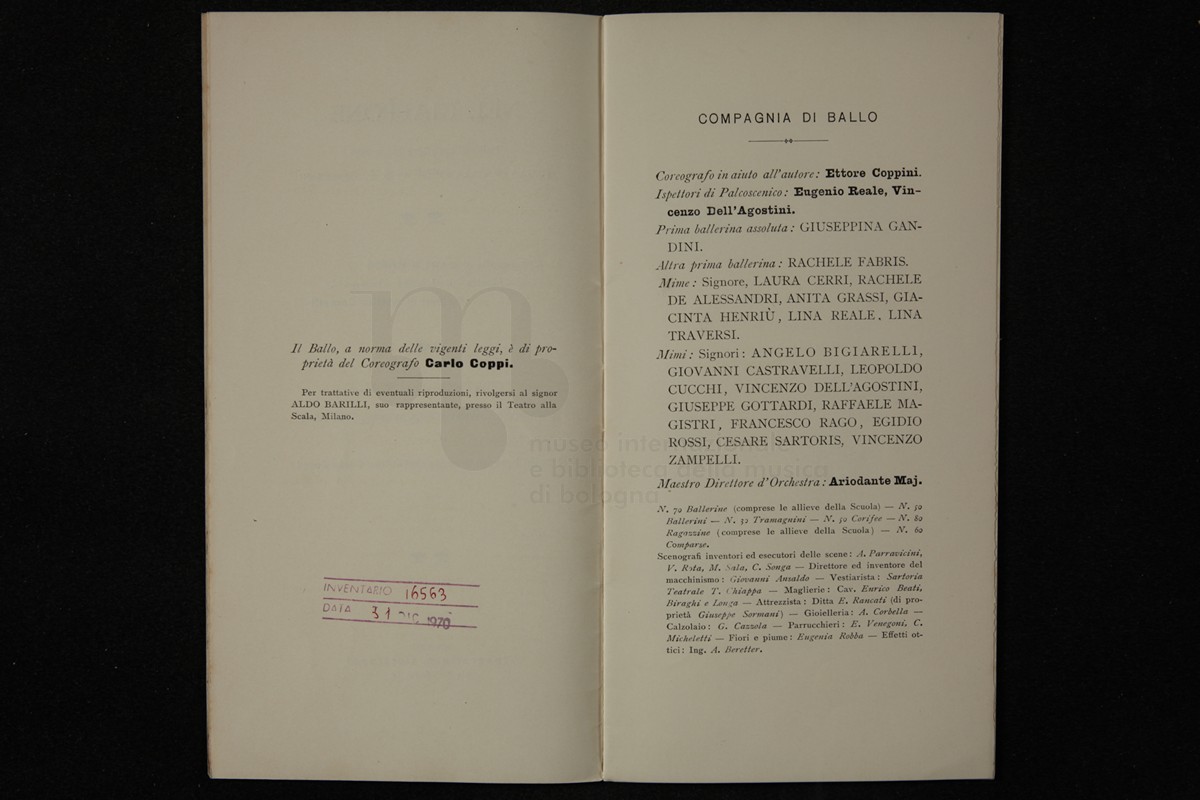 Il Ballo, a norma delle vigenti leggi, è di pro-
prietà del Coreografo Carlo Coppi.
Per trattative di eventuali riproduzioni, rivolgersi al signor
ALDO BARILLI, suo rappresentante, presso il Teatro alla
Scala, Milano.
INVENTARIO 16563
DATA 31 DIC 1970
museo internazionale
e biblioteca della musica
di bologna
COMPAGNIA DI BALLO
Coreografo in aiuto all'autore: Ettore Coppini.
Ispettori di Palcoscenico: Eugenio Reale, Vin-
cenzo Dell'Agostini.
Prima ballerina assoluta: GIUSEPPINA GAN-
DINI.
Altra prima ballerina: RACHELE FABRIS.
Mime: Signore, LAURA CERRI, RACHELE
DE ALESSANDRI, ANITA GRASSI, GIA-
CINTA HENRIÙ, LINA REALE. LINA
TRAVERSI.
Mimi: Signori: ANGELO BIGIARELLI,
GIOVANNI CASTRAVELLI, LEOPOLDO
CUCCHI, VINCENZO DELL'AGOSTINI,
GIUSEPPE GOTTARDI, RAFFAELE MA-
GISTRI, FRANCESCO RAGO, EGIDIO
ROSSI, CESARE SARTORIS, VINCENZO
ZAMPELLI.
Maestro Direttore d'Orchestra: Ariodante Maj.
N. 70 Ballerine (comprese le allieve della Scuola) — N. 50
Ballerini — N. 32 Tramagnini — N. 50 Corifee — N. 80
Ragazzine (comprese le allieve della Scuola) — N. 60
Comparse.
Scenografi inventori ed esecutori delle scene: A. Parravicini,
V. Rota, M. Sala, C. Songa — Direttore ed inventore del
macchinismo: Giovanni Ansaldo — Vestiarista: Sartoria
Teatrale T. Chiappa — Maglierie: Cav. Enrico Beati,
Biraghi e Longa — Attrezzista: Ditta E. Rancati (di pro-
prietà Giuseppe Sormani) — Gioielleria: A. Corbella —
Calzolaio: G. Cazzola — Parrucchieri: E. Venegoni, C.
Micheletti — Fiori e piume: Eugenia Robba — Effetti ot-
tici: Ing. A. Beretter.